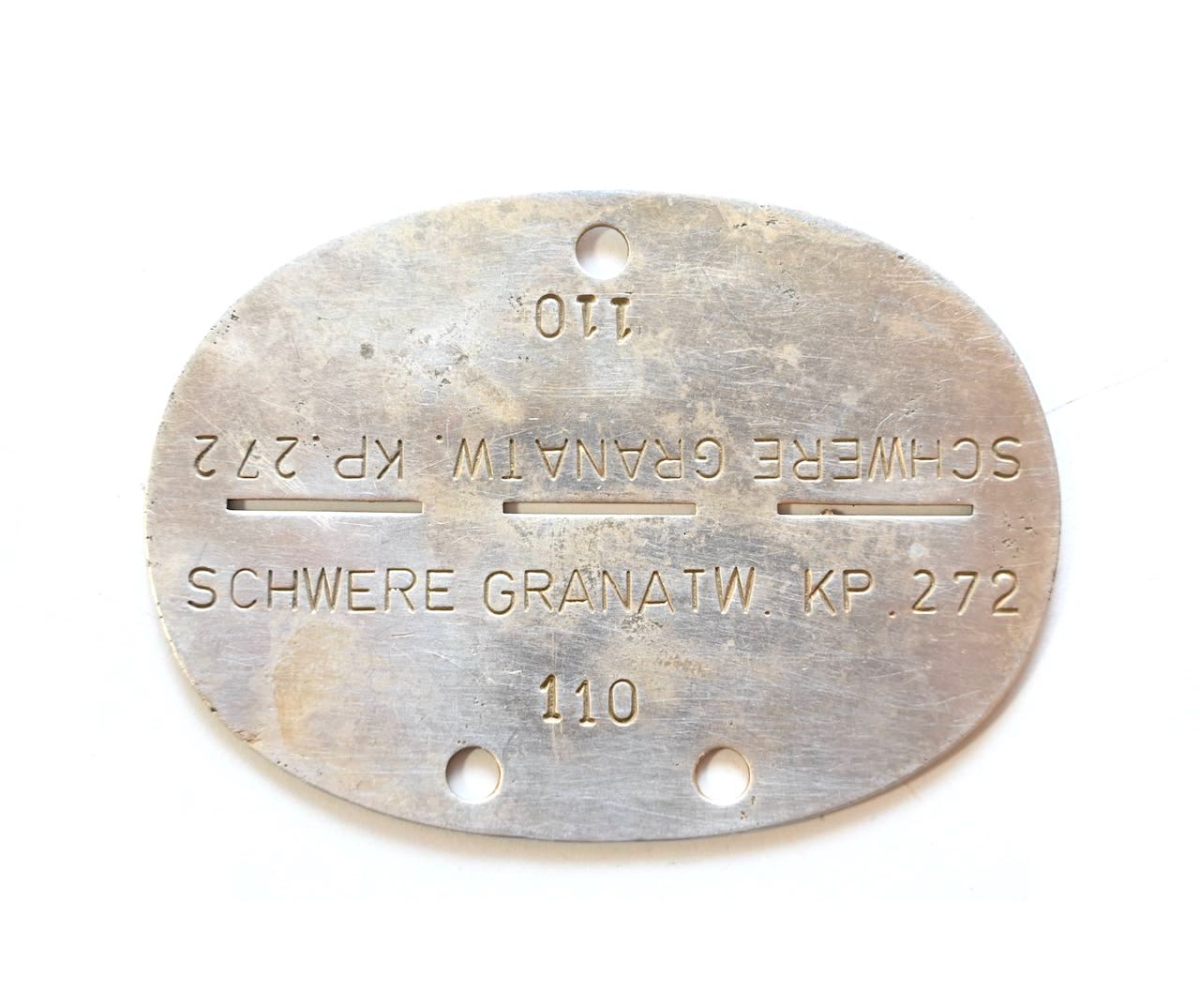 110
SCHWERE GRANATW. KP. 272
SCHWERE GRANATW. KP. 272
110